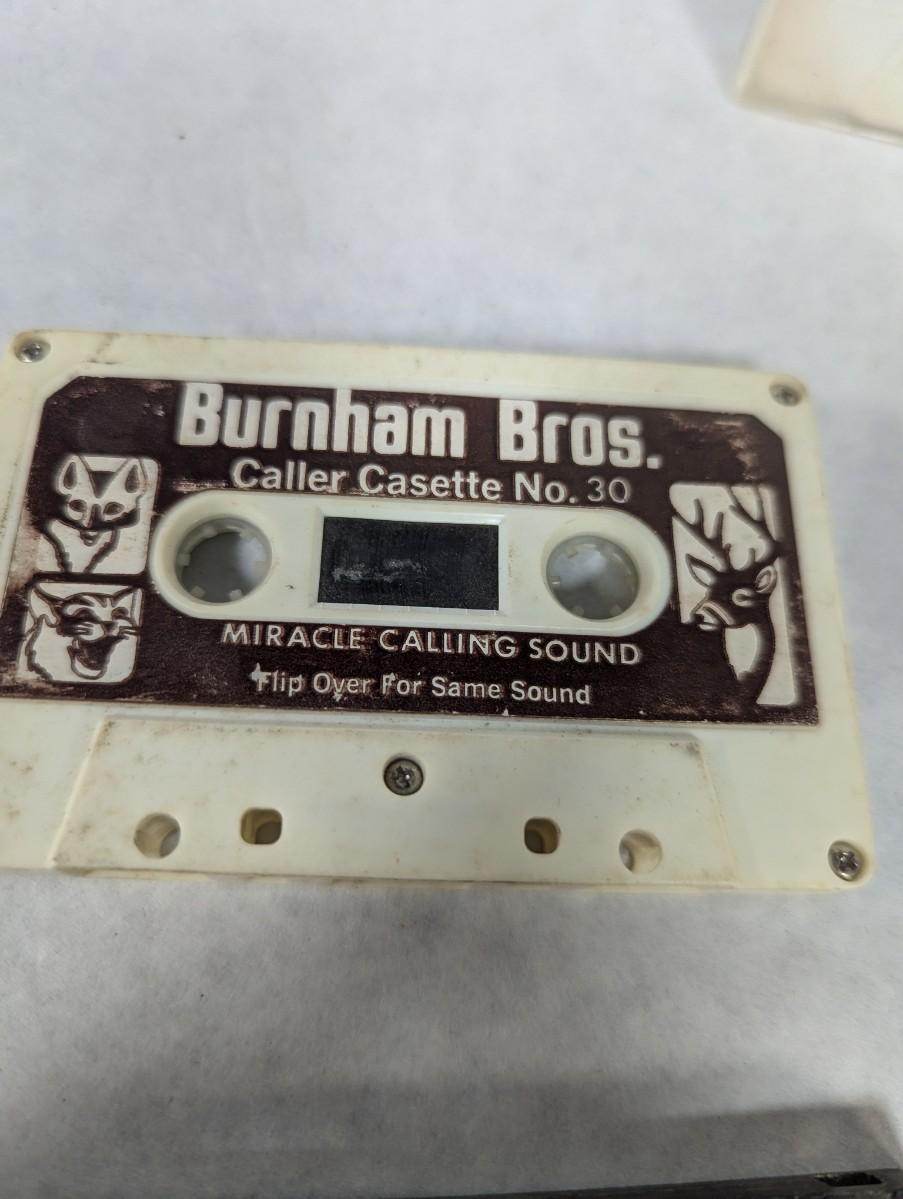 Burnham Bros.
Caller Casette No. 30
MIRACLE CALLING SOUND
Flip Over For Same Sound